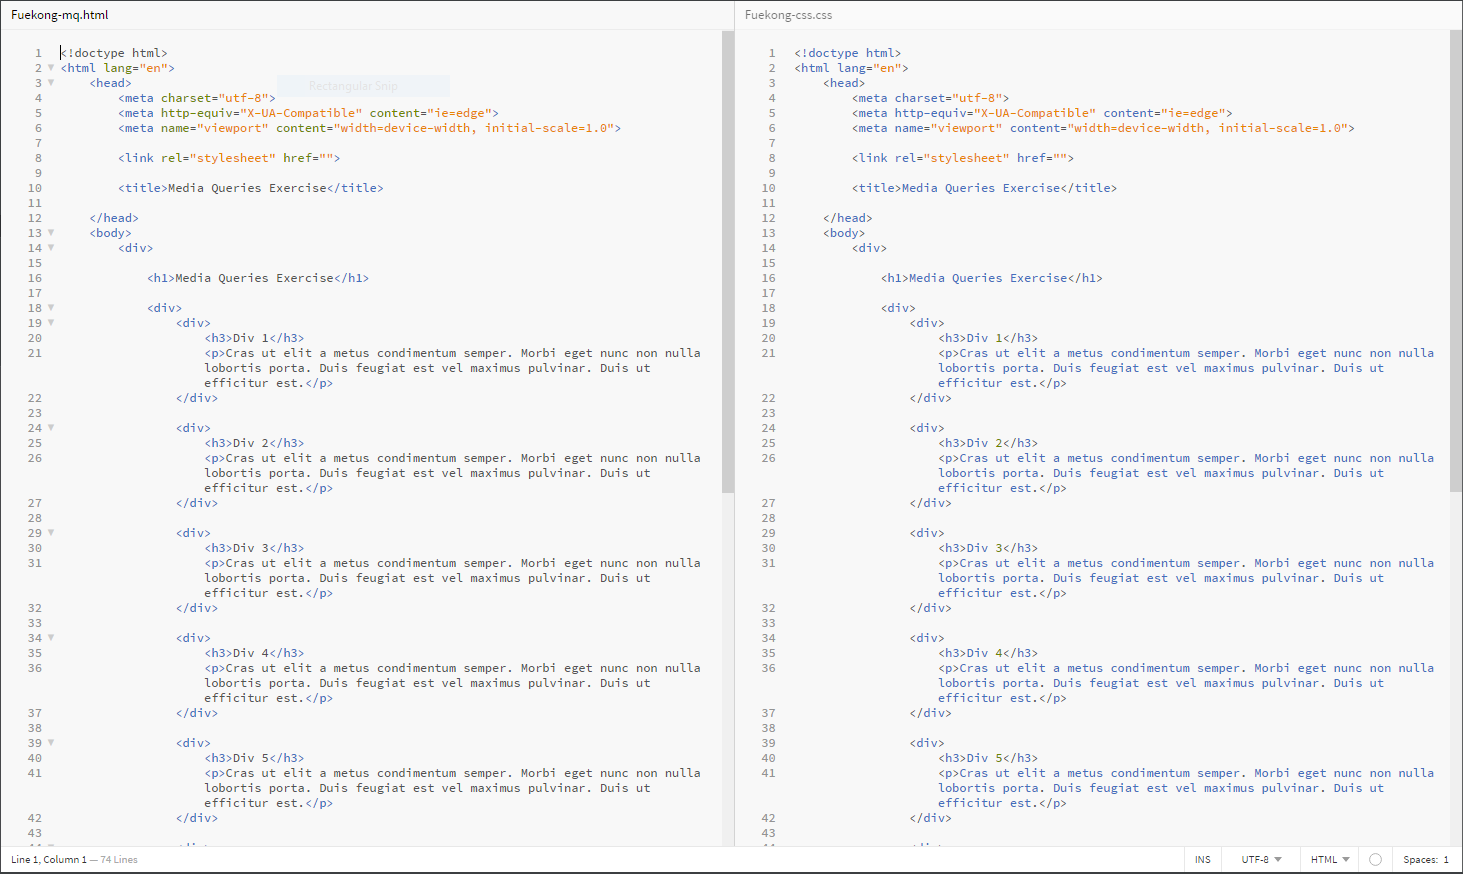 Fuekong-mq.html
1 <!doctype html>
2 <html lang="en">
Rectangular Snip
3 <head>
4 <meta charset="utf-8">
5 <meta http-equiv="X-UA-Compatible" content="ie=edge">
6 <meta name="viewport" content="width=device-width, initial-scale=1.0">
7
8 <link rel="stylesheet" href="">
9
10 <title>Media Queries Exercise</title>
11
12 </head>
13 <body>
14 <div>
15
16 <h1>Media Queries Exercise</h1>
17
18 <div>
19 <div>
20 <h3>Div 1</h3>
21 <p>Cras ut elit a metus condimentum semper. Morbi eget nunc non nulla
lobortis porta. Duis feugiat est vel maximus pulvinar. Duis ut
efficitur est.</p>
22 </div>
23
24 <div>
25 <h3>Div 2</h3>
26 <p>Cras ut elit a metus condimentum semper. Morbi eget nunc non nulla
lobortis porta. Duis feugiat est vel maximus pulvinar. Duis ut
efficitur est.</p>
27 </div>
28
29 <div>
30 <h3>Div 3</h3>
31 <p>Cras ut elit a metus condimentum semper. Morbi eget nunc non nulla
lobortis porta. Duis feugiat est vel maximus pulvinar. Duis ut
efficitur est.</p>
32 </div>
33
34 <div>
35 <h3>Div 4</h3>
36 <p>Cras ut elit a metus condimentum semper. Morbi eget nunc non nulla
lobortis porta. Duis feugiat est vel maximus pulvinar. Duis ut
efficitur est.</p>
37 </div>
38
39 <div>
40 <h3>Div 5</h3>
41 <p>Cras ut elit a metus condimentum semper. Morbi eget nunc non nulla
lobortis porta. Duis feugiat est vel maximus pulvinar. Duis ut
efficitur est.</p>
42 </div>
43
Fuekong-css.css
1 <!doctype html>
2 <html lang="en">
3 <head>
4 <meta charset="utf-8">
5 <meta http-equiv="X-UA-Compatible" content="ie=edge">
6 <meta name="viewport" content="width=device-width, initial-scale=1.0">
7
8 <link rel="stylesheet" href="">
9
10 <title>Media Queries Exercise</title>
11
12 </head>
13 <body>
14 <div>
15
16 <h1>Media Queries Exercise</h1>
17
18 <div>
19 <div>
20 <h3>Div 1</h3>
21 <p>Cras ut elit a metus condimentum semper. Morbi eget nunc non nulla
lobortis porta. Duis feugiat est vel maximus pulvinar. Duis ut
efficitur est.</p>
22 </div>
23
24 <div>
25 <h3>Div 2</h3>
26 <p>Cras ut elit a metus condimentum semper. Morbi eget nunc non nulla
lobortis porta. Duis feugiat est vel maximus pulvinar. Duis ut
efficitur est.</p>
27 </div>
28
29 <div>
30 <h3>Div 3</h3>
31 <p>Cras ut elit a metus condimentum semper. Morbi eget nunc non nulla
lobortis porta. Duis feugiat est vel maximus pulvinar. Duis ut
efficitur est.</p>
32 </div>
33
34 <div>
35 <h3>Div 4</h3>
36 <p>Cras ut elit a metus condimentum semper. Morbi eget nunc non nulla
lobortis porta. Duis feugiat est vel maximus pulvinar. Duis ut
efficitur est.</p>
37 </div>
38
39 <div>
40 <h3>Div 5</h3>
41 <p>Cras ut elit a metus condimentum semper. Morbi eget nunc non nulla
lobortis porta. Duis feugiat est vel maximus pulvinar. Duis ut
efficitur est.</p>
42 </div>
43
Line 1, Column 1 — 74 Lines
INS UTF-8 HTML Spaces: 1